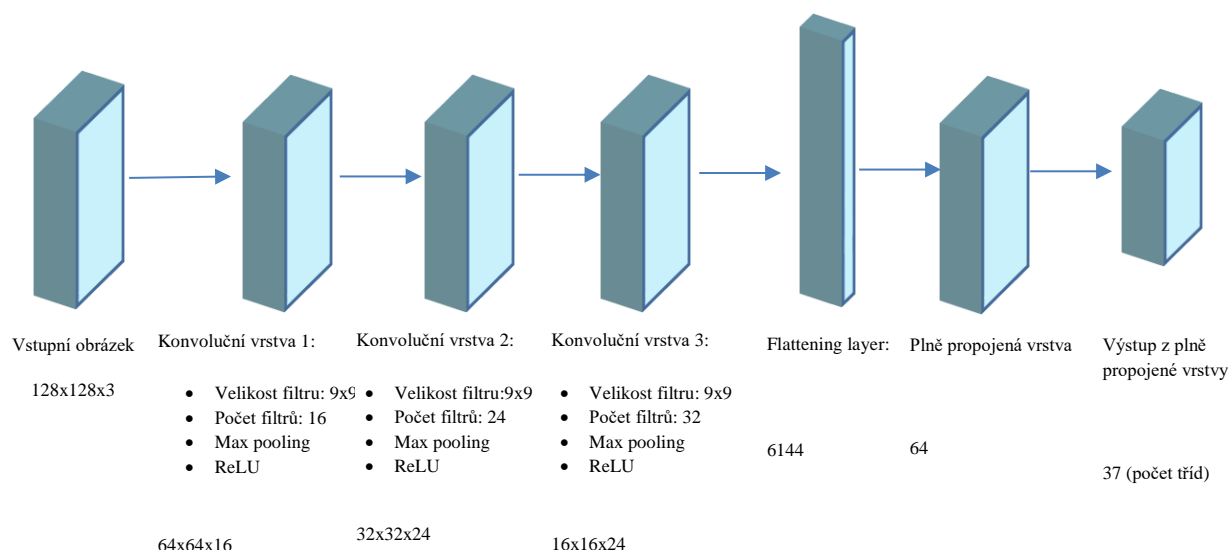 Vstupní obrázek
128x128x3
Konvoluční vrstva 1:
• Velikost filtru: 9x9
• Počet filtrů: 16
• Max pooling
• ReLU
64x64x16
Konvoluční vrstva 2:
• Velikost filtru:9x9
• Počet filtrů: 24
• Max pooling
• ReLU
32x32x24
Konvoluční vrstva 3:
• Velikost filtru: 9x9
• Počet filtrů: 32
• Max pooling
• ReLU
16x16x24
Flattening layer:
6144
Plně propojená vrstva
64
Výstup z plně
propojené vrstvy
37 (počet tříd)